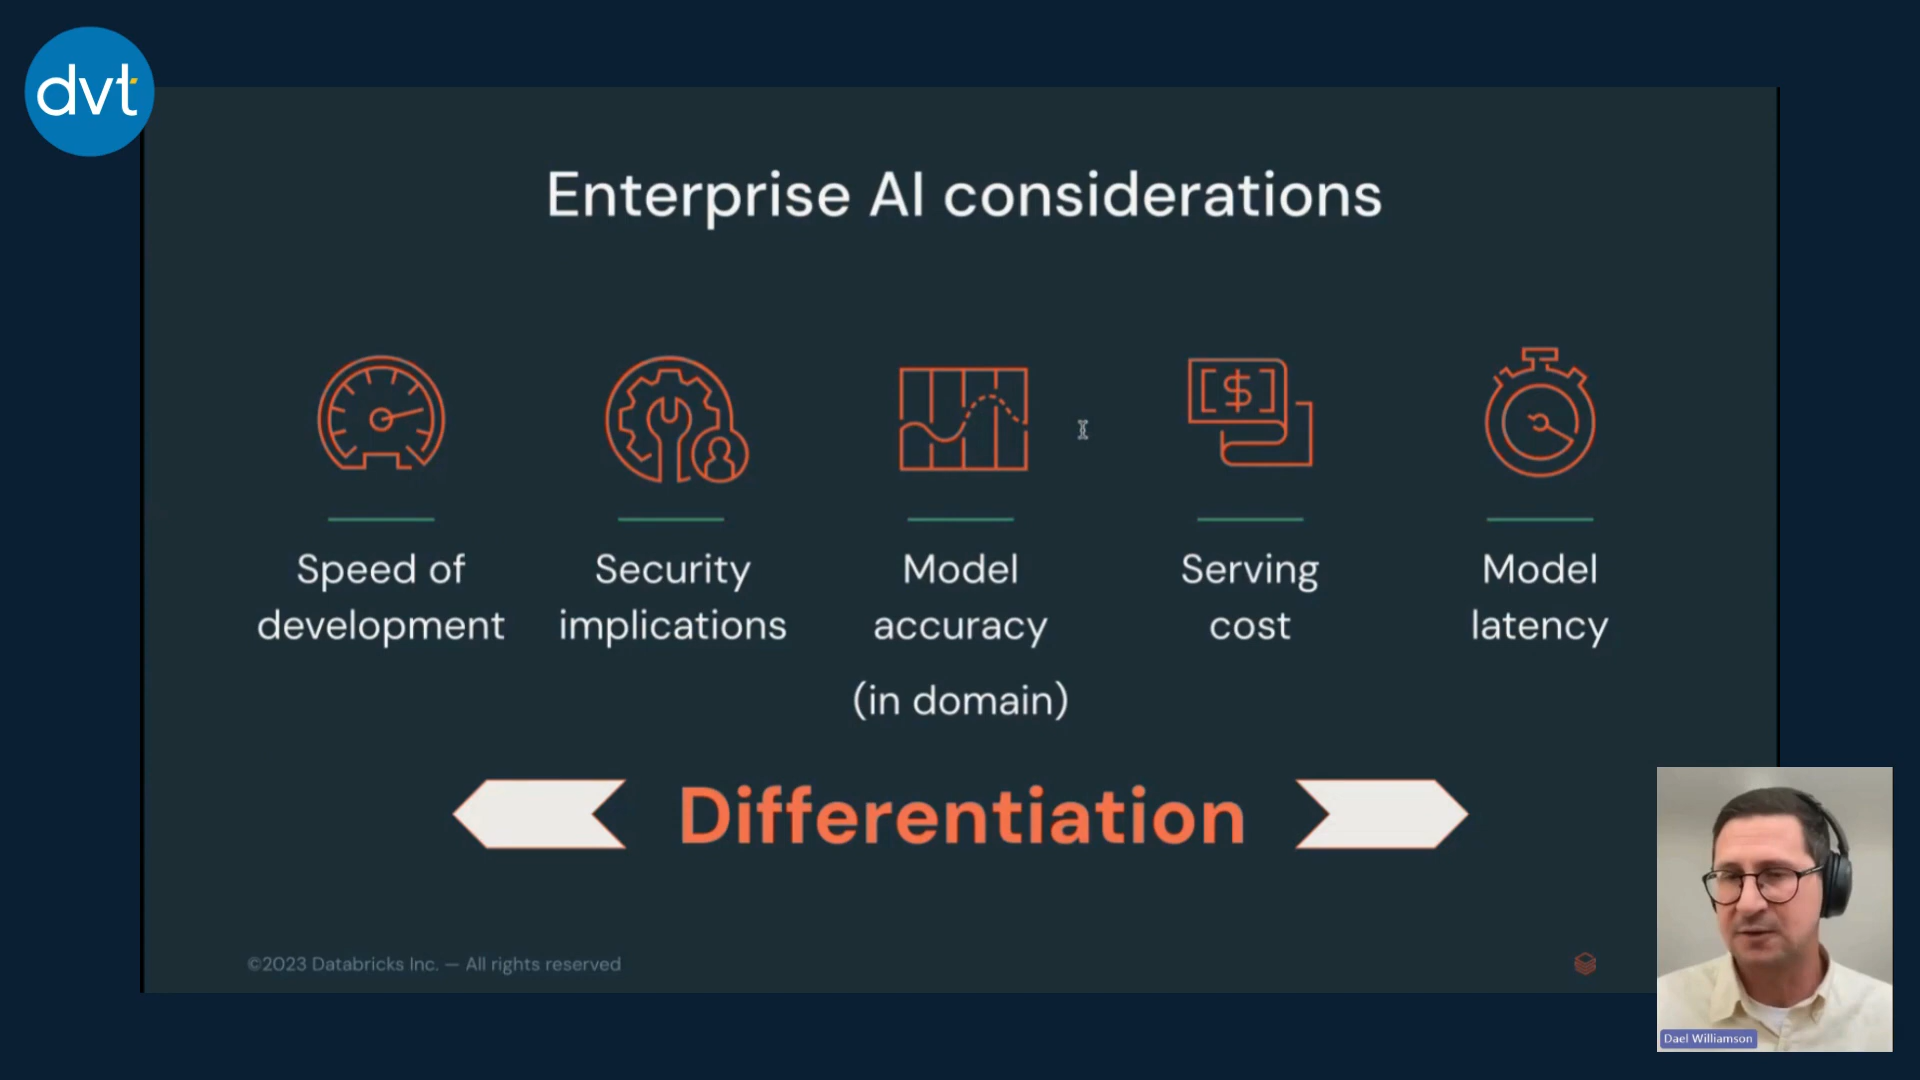 dvt
Enterprise AI considerations
[$]
Speed of
development
Security
implications
Model
accuracy
(in domain)
Serving
cost
Model
latency
Differentiation
©2023 Databricks Inc. — All rights reserved
Dael Williamson